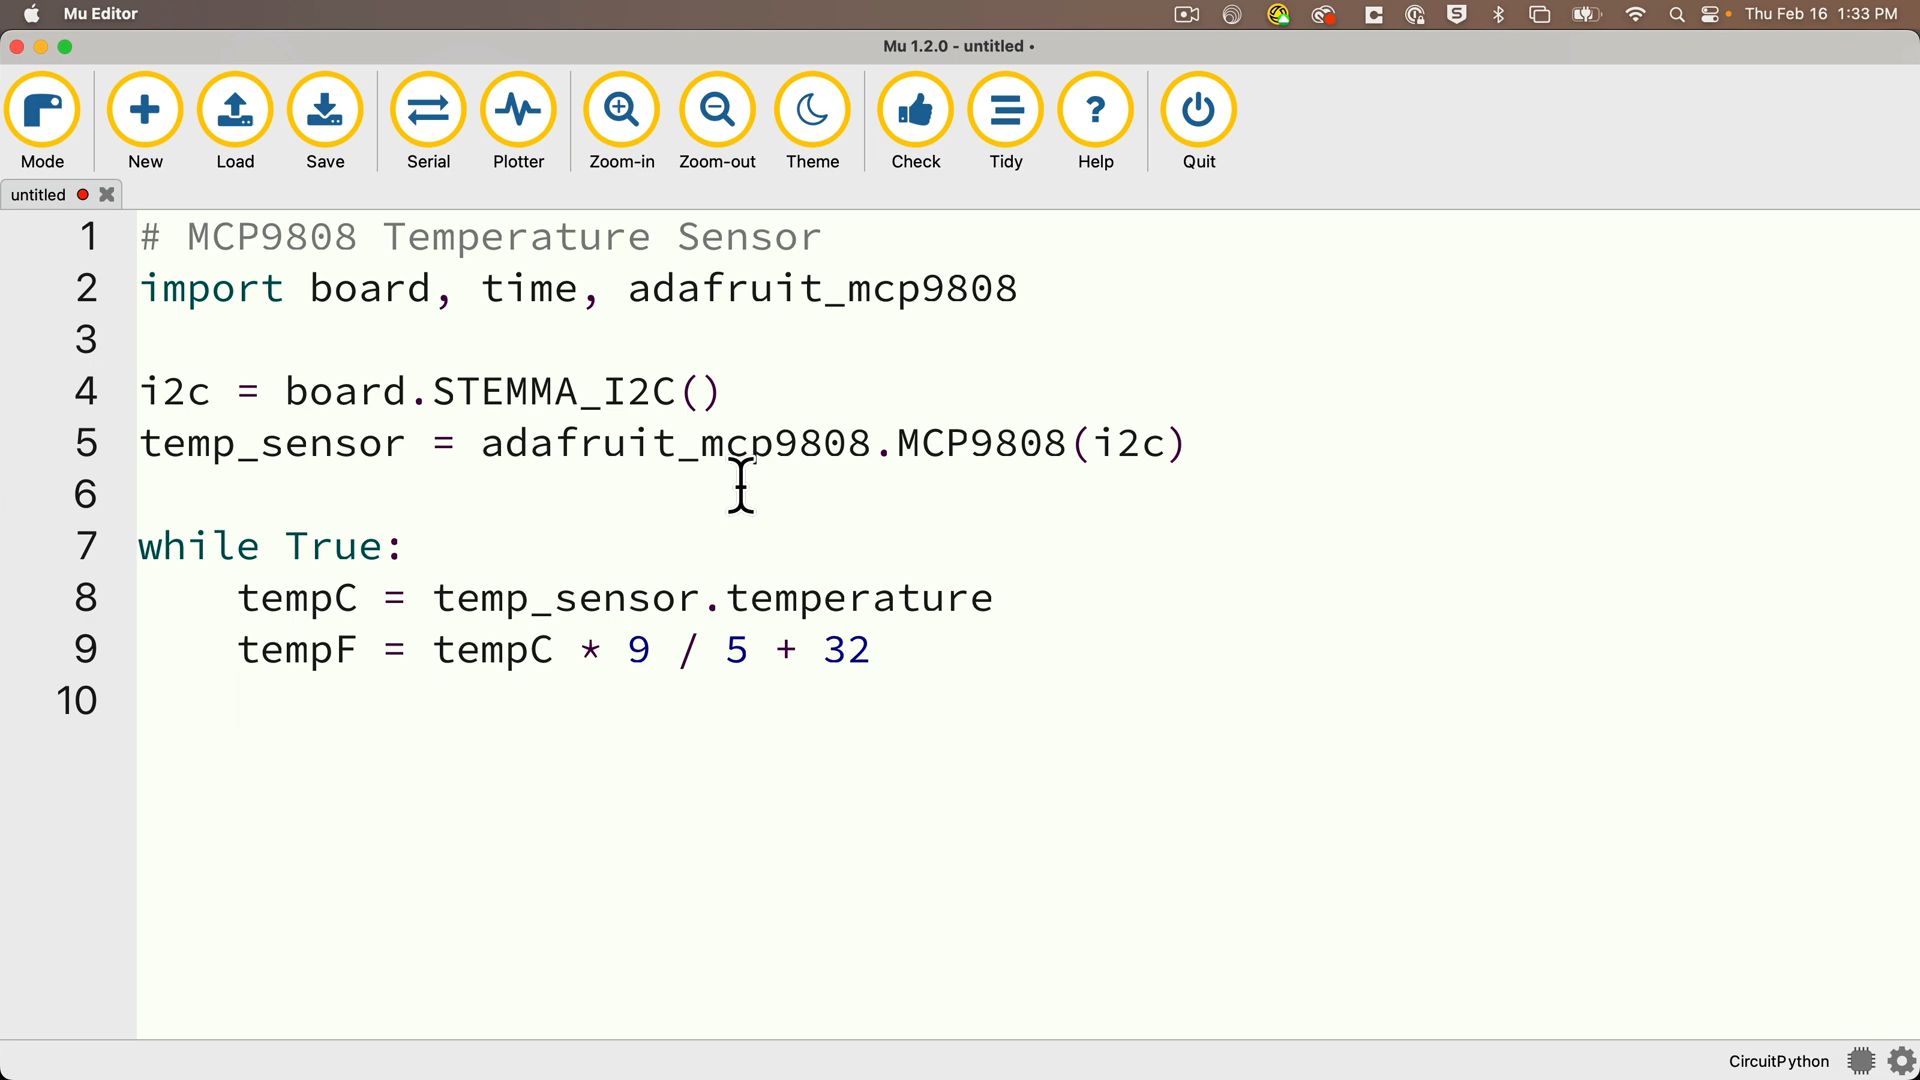 Mu Editor
Thu Feb 16 1:33 PM
Mu 1.2.0 - untitled •
Mode New Load Save Serial Plotter Zoom-in Zoom-out Theme Check Tidy Help Quit
untitled
1 # MCP9808 Temperature Sensor
2 import board, time, adafruit_mcp9808
3
4 i2c = board.STEMMA_I2C()
5 temp_sensor = adafruit_mcp9808.MCP9808(i2c)
6
7 while True:
8     tempC = temp_sensor.temperature
9     tempF = tempC * 9 / 5 + 32
10
CircuitPython